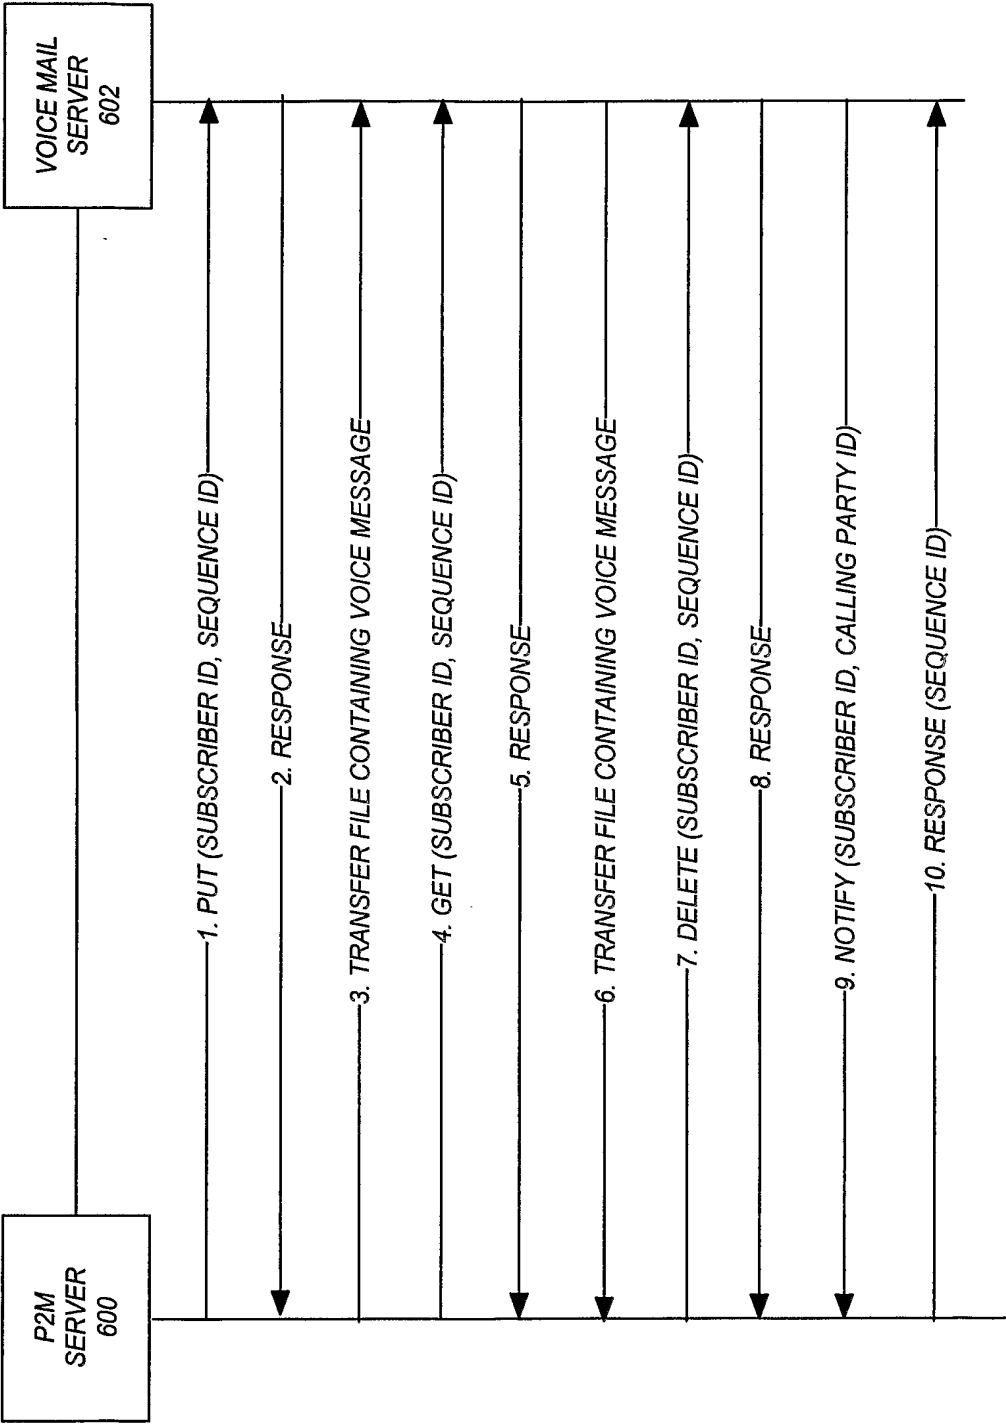 P2M
SERVER
600
VOICE MAIL
SERVER
602
1. PUT (SUBSCRIBER ID, SEQUENCE ID)
2. RESPONSE
3. TRANSFER FILE CONTAINING VOICE MESSAGE
4. GET (SUBSCRIBER ID, SEQUENCE ID)
5. RESPONSE
6. TRANSFER FILE CONTAINING VOICE MESSAGE
7. DELETE (SUBSCRIBER ID, SEQUENCE ID)
8. RESPONSE
9. NOTIFY (SUBSCRIBER ID, CALLING PARTY ID)
10. RESPONSE (SEQUENCE ID)